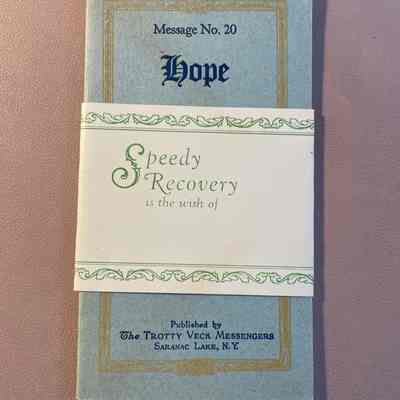 Message No. 20
Hope
Speedy
Recovery
is the wish of
Published by
The TROTTY VECK MESSENGERS
SARANAC LAKE, N.Y.